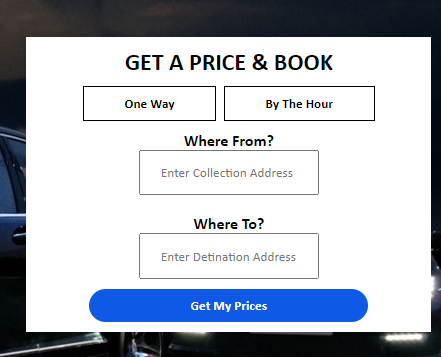 GET A PRICE & BOOK
One Way By The Hour
Where From?
Enter Collection Address
Where To?
Enter Detination Address
Get My Prices